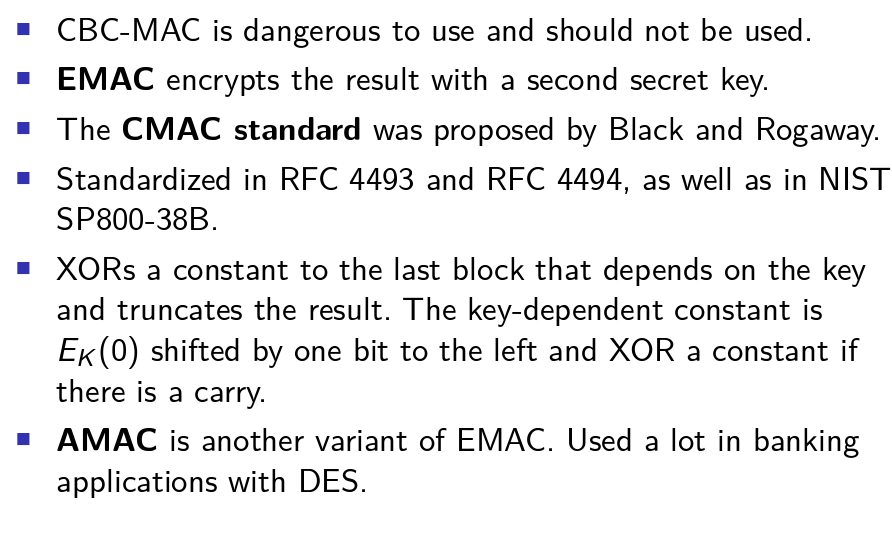 CBC-MAC is dangerous to use and should not be used.
EMAC encrypts the result with a second secret key.
The CMAC standard was proposed by Black and Rogaway.
Standardized in RFC 4493 and RFC 4494, as well as in NIST
SP800-38B.
XORs a constant to the last block that depends on the key
and truncates the result. The key-dependent constant is
E_K(0) shifted by one bit to the left and XOR a constant if
there is a carry.
AMAC is another variant of EMAC. Used a lot in banking
applications with DES.